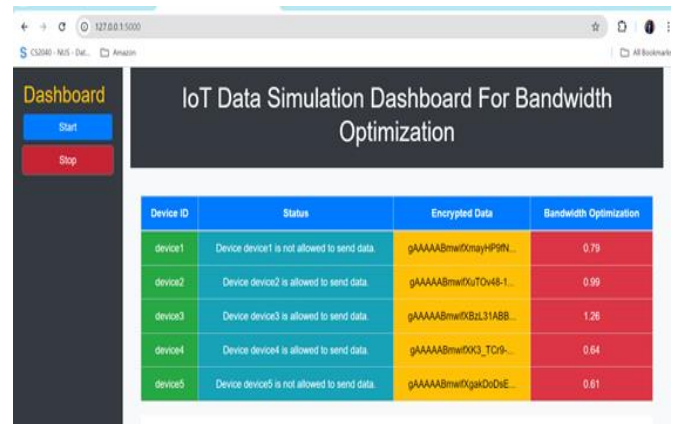 127.0.0.1:5000
CS2040 - NUS - Dat... Amazon All Bookmarks
Dashboard
Start
Stop
IoT Data Simulation Dashboard For Bandwidth
Optimization
Device ID Status Encrypted Data Bandwidth Optimization
device1 Device device1 is not allowed to send data. gAAAAABmwifXmayHP9fN... 0.79
device2 Device device2 is allowed to send data. gAAAAABmwifXuTOv48-1... 0.99
device3 Device device3 is allowed to send data. gAAAAABmwifXBzL31ABB... 1.26
device4 Device device4 is allowed to send data. gAAAAABmwifXK3_TCr9-... 0.64
device5 Device device5 is not allowed to send data. gAAAAABmwifXgakDoDsE... 0.61